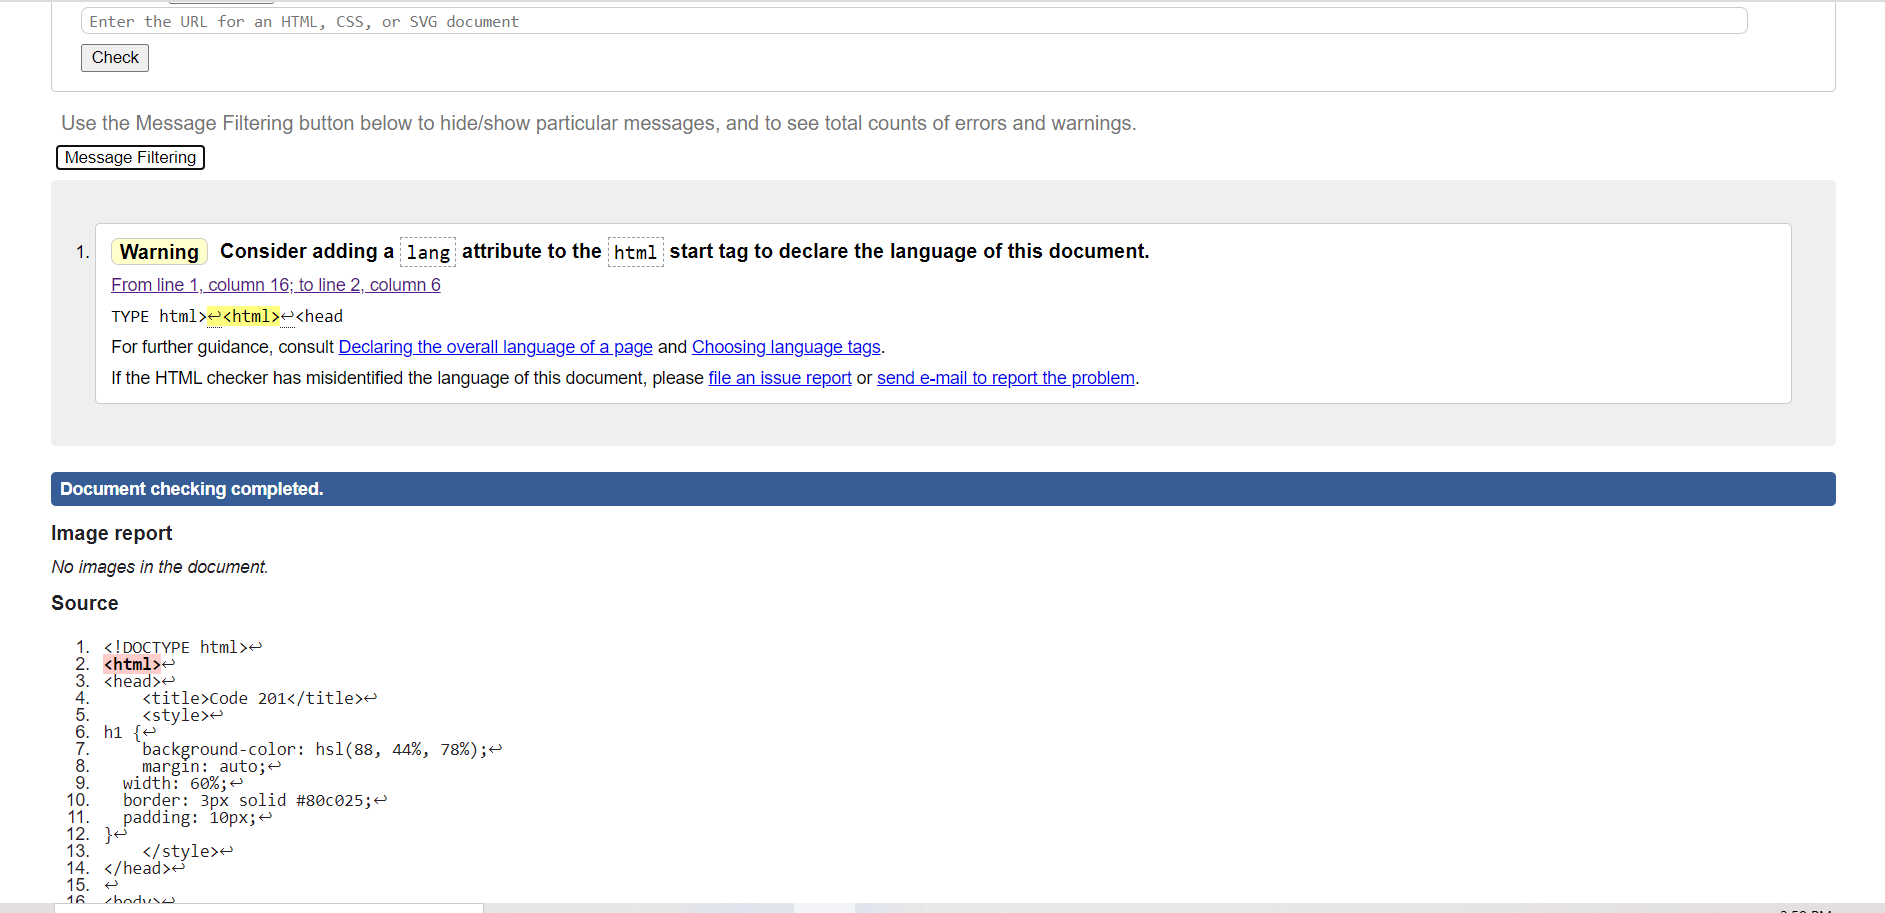 Enter the URL for an HTML, CSS, or SVG document
Check
Use the Message Filtering button below to hide/show particular messages, and to see total counts of errors and warnings.
Message Filtering
1. Warning Consider adding a lang attribute to the html start tag to declare the language of this document.
From line 1, column 16; to line 2, column 6
TYPE html>↩<html>↩<head
For further guidance, consult Declaring the overall language of a page and Choosing language tags.
If the HTML checker has misidentified the language of this document, please file an issue report or send e-mail to report the problem.
Document checking completed.
Image report
No images in the document.
Source
1. <!DOCTYPE html>↩
2. <html>↩
3. <head>↩
4.     <title>Code 201</title>↩
5.     <style>↩
6. h1 {↩
7.     background-color: hsl(88, 44%, 78%);↩
8.     margin: auto;↩
9.   width: 60%;↩
10.   border: 3px solid #80c025;↩
11.   padding: 10px;↩
12. }↩
13.     </style>↩
14. </head>↩
15. ↩
16. <body>↩